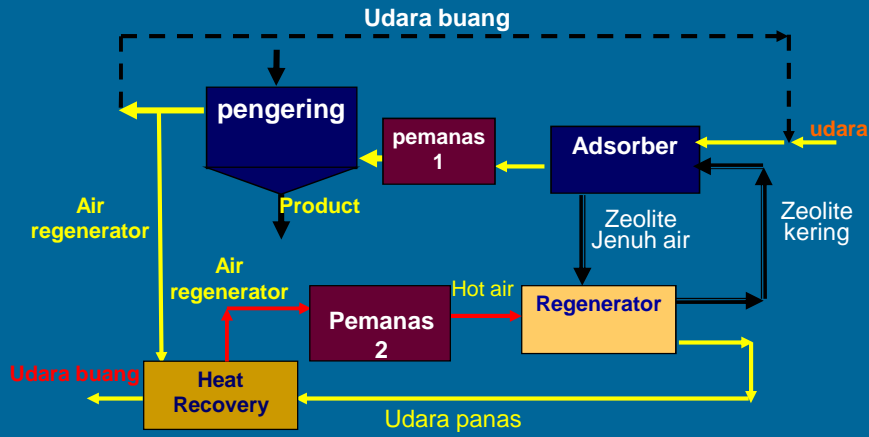 Udara buang
pengering
pemanas
1
Adsorber
udara
Air
regenerator
Product
Zeolite
Jenuh air
Zeolite
kering
Air
regenerator
Hot air
Pemanas
2
Regenerator
Udara buang
Heat
Recovery
Udara panas